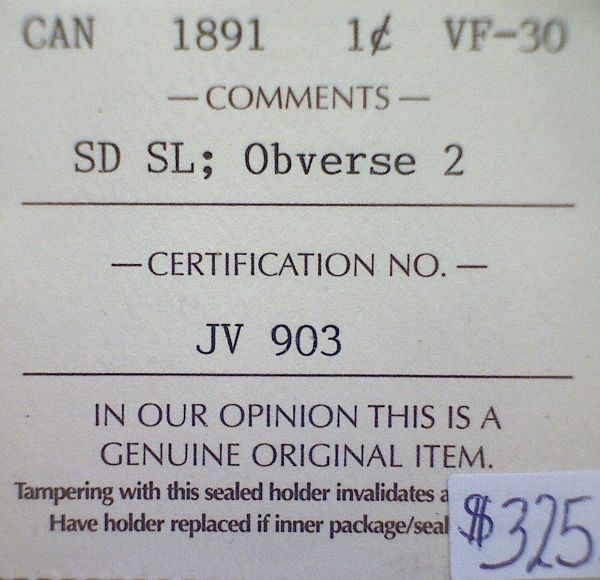 CAN 1891 1¢ VF-30
— COMMENTS —
SD SL; Obverse 2
— CERTIFICATION NO. —
JV 903
IN OUR OPINION THIS IS A
GENUINE ORIGINAL ITEM.
Tampering with this sealed holder invalidates
Have holder replaced if inner package/seal
$325